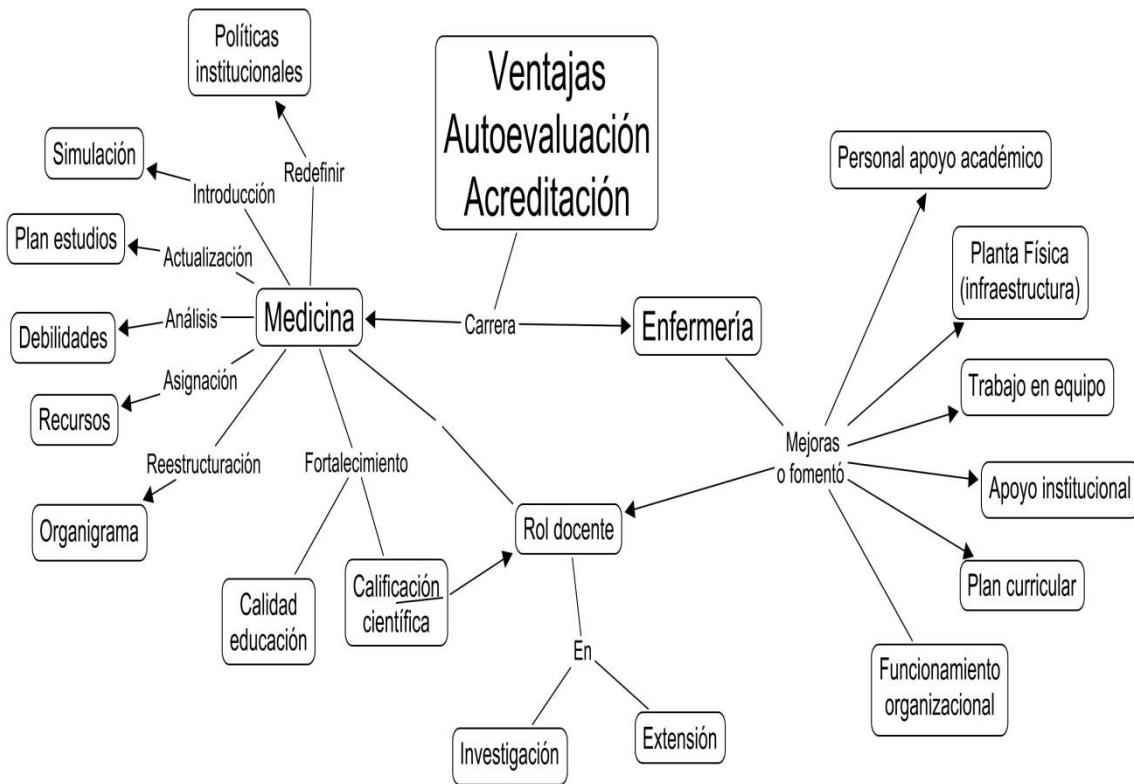 Políticas
institucionales
Ventajas
Autoevaluación
Acreditación
Simulación
Introducción
Redefinir
Personal apoyo académico
Plan estudios
Actualización
Planta Física
(infraestructura)
Debilidades
Análisis
Medicina
Carrera
Enfermería
Asignación
Recursos
Trabajo en equipo
Reestructuración
Fortalecimiento
Mejoras
o fomentó
Organigrama
Rol docente
Apoyo institucional
Calidad
educación
Calificación
científica
Plan curricular
En
Funcionamiento
organizacional
Investigación
Extensión